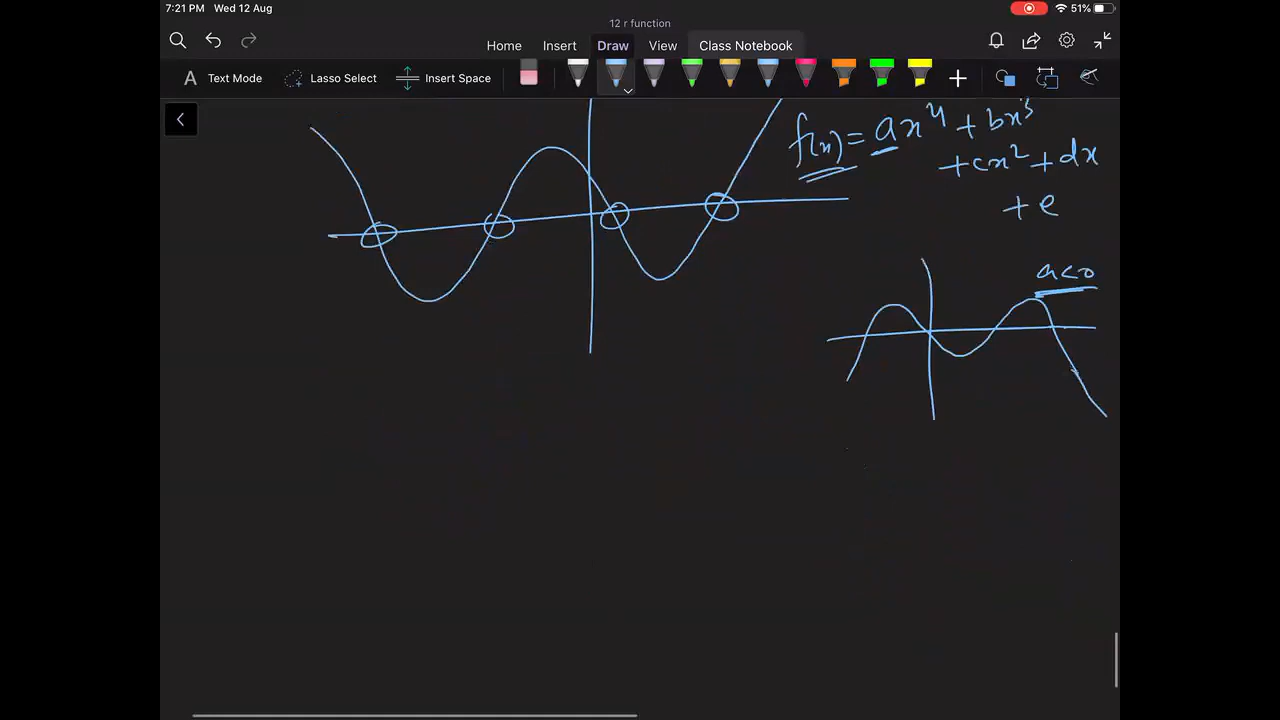 7:21 PM Wed 12 Aug
51%
12 r function
Home Insert Draw View Class Notebook
Text Mode Lasso Select Insert Space
f(x) = ax⁴ + bx³
+ cx² + dx
+ e
a<0